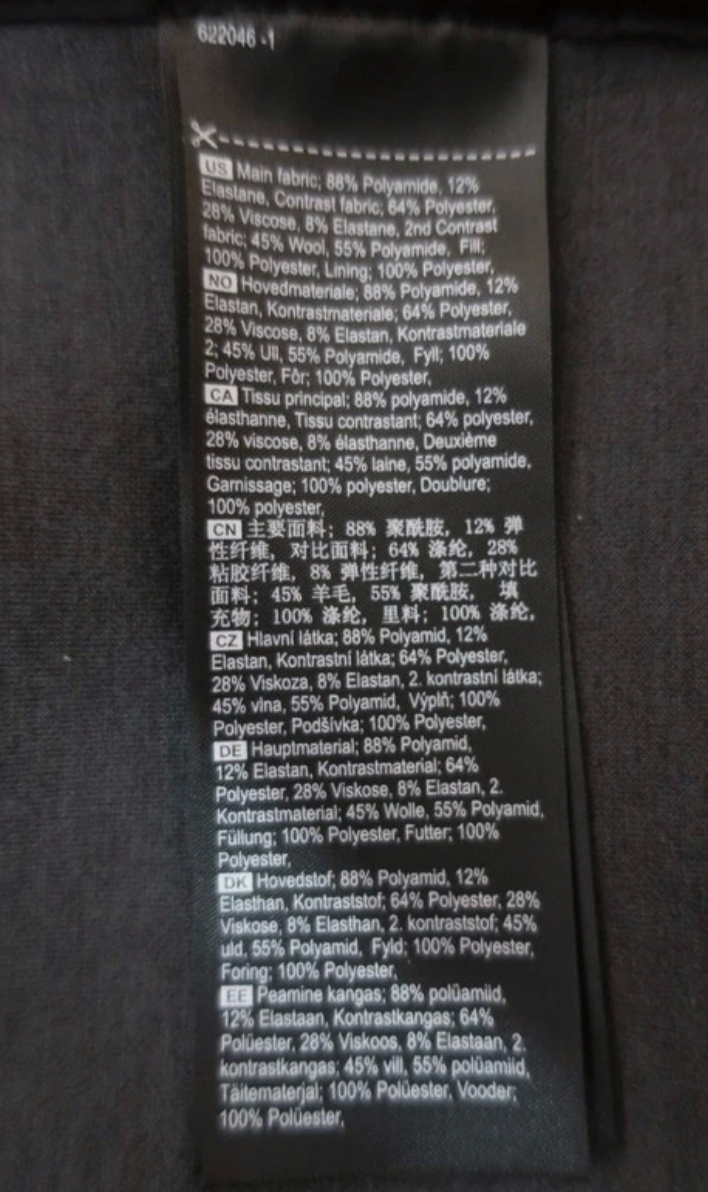 622046 -1
US Main fabric; 88% Polyamide, 12%
Elastane, Contrast fabric; 64% Polyester,
28% Viscose, 8% Elastane, 2nd Contrast
fabric; 45% Wool, 55% Polyamide, Fill;
100% Polyester, Lining; 100% Polyester,
NO Hovedmateriale; 88% Polyamide, 12%
Elastan, Kontrastmateriale; 64% Polyester,
28% Viscose, 8% Elastan, Kontrastmateriale
2; 45% Ull, 55% Polyamide, Fyll; 100%
Polyester, Fôr; 100% Polyester,
CA Tissu principal; 88% polyamide, 12%
élasthanne, Tissu contrastant; 64% polyester,
28% viscose, 8% élasthanne, Deuxième
tissu contrastant; 45% laine, 55% polyamide,
Garnissage; 100% polyester, Doublure;
100% polyester,
CN 主要面料; 88% 聚酰胺, 12% 弹
性纤维, 对比面料; 64% 涤纶, 28%
粘胶纤维, 8% 弹性纤维, 第二种对比
面料; 45% 羊毛, 55% 聚酰胺, 填
充物; 100% 涤纶, 里料; 100% 涤纶,
CZ Hlavní látka; 88% Polyamid, 12%
Elastan, Kontrastní látka; 64% Polyester,
28% Viskoza, 8% Elastan, 2. kontrastní látka;
45% vlna, 55% Polyamid, Výplň; 100%
Polyester, Podšívka; 100% Polyester,
DE Hauptmaterial; 88% Polyamid,
12% Elastan, Kontrastmaterial; 64%
Polyester, 28% Viskose, 8% Elastan, 2.
Kontrastmaterial; 45% Wolle, 55% Polyamid,
Füllung; 100% Polyester, Futter; 100%
Polyester,
DK Hovedstof; 88% Polyamid, 12%
Elasthan, Kontraststof; 64% Polyester, 28%
Viskose, 8% Elasthan, 2. kontraststof; 45%
uld, 55% Polyamid, Fyld; 100% Polyester,
Foring; 100% Polyester,
EE Peamine kangas; 88% polüamiid,
12% Elastaan, Kontrastkangas; 64%
Polüester, 28% Viskoos, 8% Elastaan, 2.
kontrastkangas; 45% vill, 55% polüamiid,
Täitematerjal; 100% Polüester, Vooder;
100% Polüester,